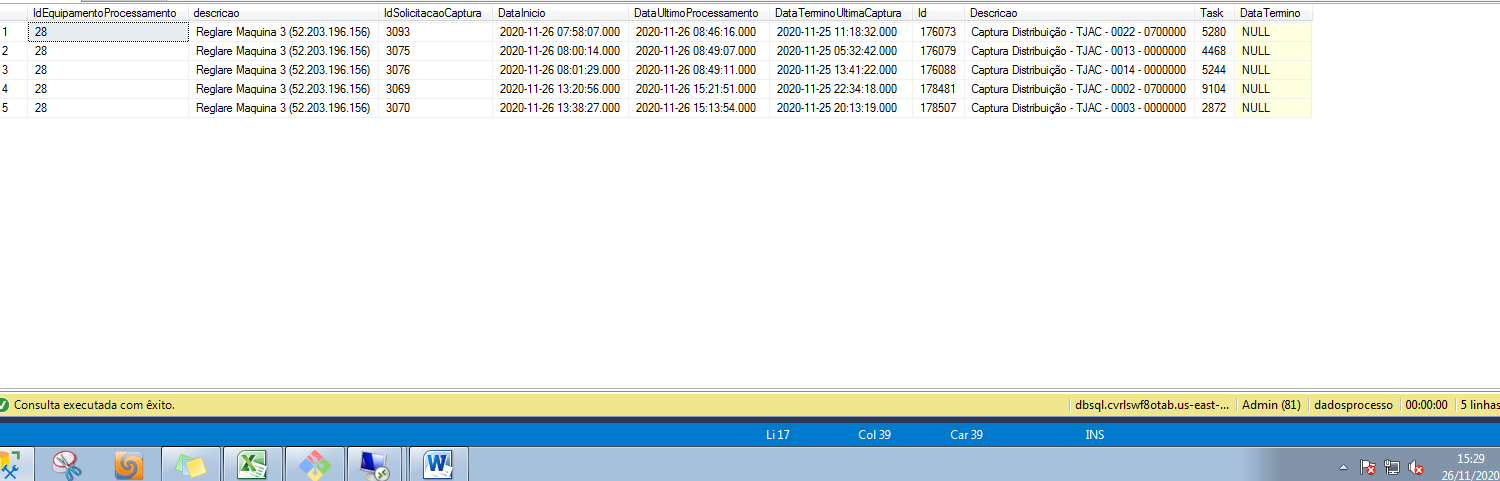 IdEquipamentoProcessamento descricao IdSolicitacaoCaptura DataInicio DataUltimoProcessamento DataTerminoUltimaCaptura Id Descricao Task DataTermino
1 28 Reglare Maquina 3 (52.203.196.156) 3093 2020-11-26 07:58:07.000 2020-11-26 08:46:16.000 2020-11-25 11:18:32.000 176073 Captura Distribuição - TJAC - 0022 - 0700000 5280 NULL
2 28 Reglare Maquina 3 (52.203.196.156) 3075 2020-11-26 08:00:14.000 2020-11-26 08:49:07.000 2020-11-25 05:32:42.000 176079 Captura Distribuição - TJAC - 0013 - 0700000 4468 NULL
3 28 Reglare Maquina 3 (52.203.196.156) 3076 2020-11-26 08:01:29.000 2020-11-26 08:49:11.000 2020-11-25 13:41:22.000 176088 Captura Distribuição - TJAC - 0014 - 0000000 5244 NULL
4 28 Reglare Maquina 3 (52.203.196.156) 3069 2020-11-26 13:20:56.000 2020-11-26 15:21:51.000 2020-11-25 22:34:18.000 178481 Captura Distribuição - TJAC - 0002 - 0700000 9104 NULL
5 28 Reglare Maquina 3 (52.203.196.156) 3070 2020-11-26 13:38:27.000 2020-11-26 15:13:54.000 2020-11-25 20:13:19.000 178507 Captura Distribuição - TJAC - 0003 - 0000000 2872 NULL
Consulta executada com êxito. dbsql.cvrlswf8otab.us-east-... Admin (81) dadosprocesso 00:00:00 5 linhas
Li 17 Col 39 Car 39 INS
15:29
26/11/2020